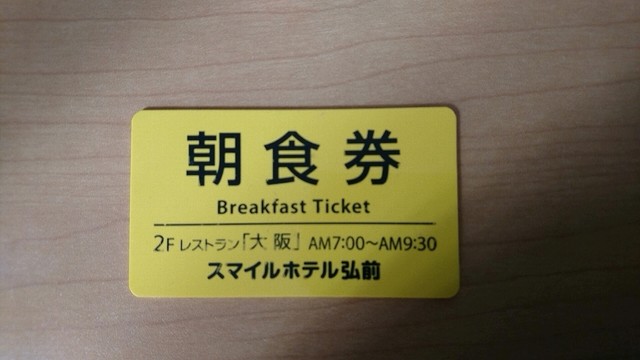 朝食券
Breakfast Ticket
2F レストラン「大阪」 AM7:00〜AM9:30
スマイルホテル弘前